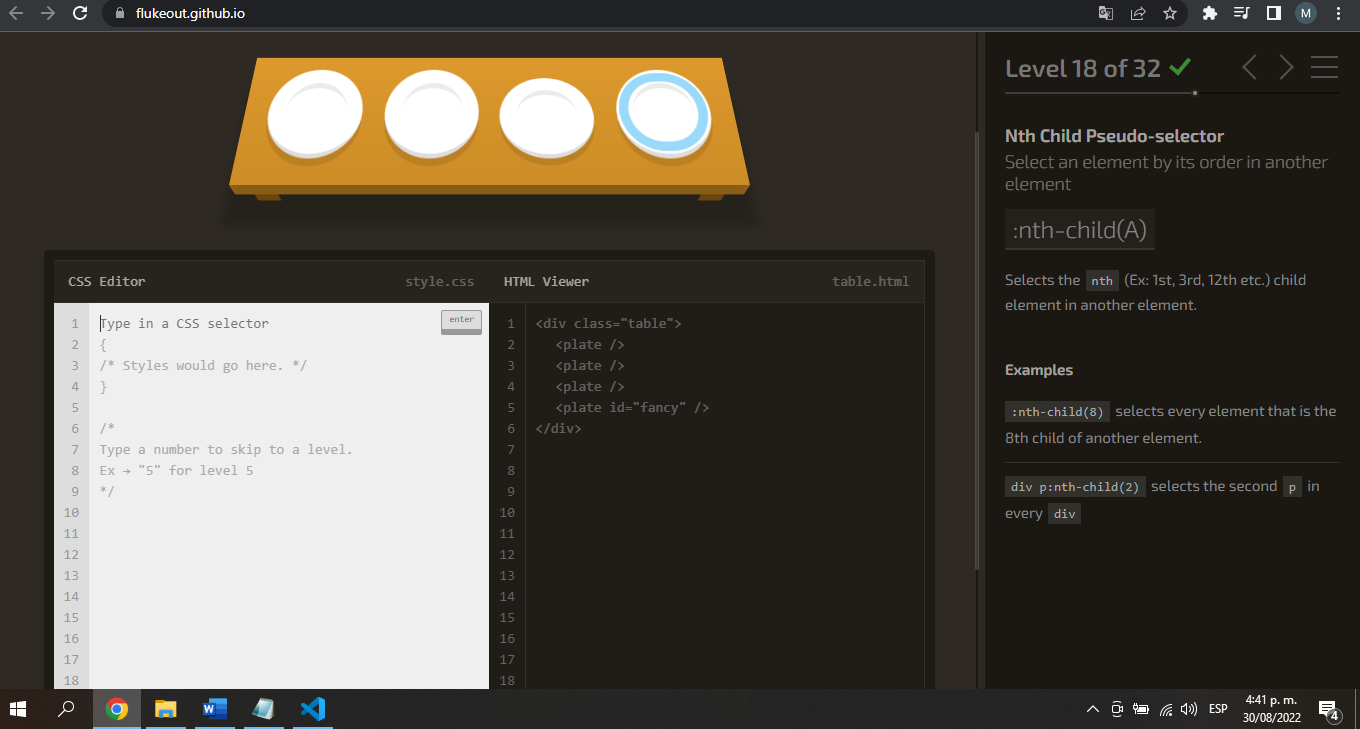 flukeout.github.io
M
Level 18 of 32
Nth Child Pseudo-selector
Select an element by its order in another
element
:nth-child(A)
Selects the nth (Ex: 1st, 3rd, 12th etc.) child
element in another element.
Examples
:nth-child(8) selects every element that is the
8th child of another element.
div p:nth-child(2) selects the second p in
every div
CSS Editor style.css
1 Type in a CSS selector enter
2 {
3 /* Styles would go here. */
4 }
5
6 /*
7 Type a number to skip to a level.
8 Ex → "5" for level 5
9 */
10
11
12
13
14
15
16
17
18
HTML Viewer table.html
1 <div class="table">
2 <plate />
3 <plate />
4 <plate />
5 <plate id="fancy" />
6 </div>
7
8
9
10
11
12
13
14
15
16
17
18
W
ESP
4:41 p. m.
30/08/2022
4